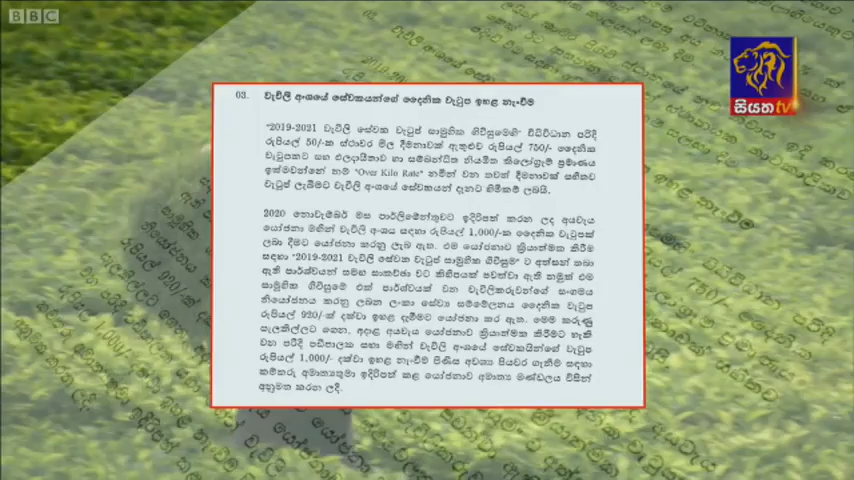 BBC
සියත tv
03. වැවිලි අංශයේ සේවකයන්ගේ දෛනික වැටුප ඉහළ නැංවීම
"2019-2021 වැවිලි සේවක වැටුප් සාමූහික ගිවිසුමෙහි" විධිවිධාන පරිදි
රුපියල් 50/-ක ස්ථාවර මිල දීමනාවක් ඇතුළුව රුපියල් 750/- දෛනික
වැටුපකට සහ ඵලදායීතාව හා සම්බන්ධිත නියමිත කිලෝග්‍රෑම් ප්‍රමාණය
ඉක්මවන්නේ නම් "Over Kilo Rate" නමින් වන තවත් දීමනාවක් සහිතව
වැටුප් ලැබීමට වැවිලි අංශයේ සේවකයන් දැනට හිමිකම් ලබයි.
2020 නොවැම්බර් මස පාර්ලිමේන්තුවට ඉදිරිපත් කරන ලද අයවැය
යෝජනා මඟින් වැවිලි අංශය සඳහා රුපියල් 1,000/-ක දෛනික වැටුපක්
ලබා දීමට යෝජනා කරනු ලැබ ඇත. එම යෝජනාව ක්‍රියාත්මක කිරීම
සඳහා "2019-2021 වැවිලි සේවක වැටුප් සාමූහික ගිවිසුම" ට අත්සන් තබා
ඇති පාර්ශ්වයන් සමඟ සාකච්ඡා වට කිහිපයක් පවත්වා ඇති නමුත් එම
සාමූහික ගිවිසුමේ එක් පාර්ශ්වයක් වන වැවිලිකරුවන්ගේ සංගමය
නියෝජනය කරනු ලබන ලංකා සේව්‍ය සම්මේලනය දෛනික වැටුප
රුපියල් 920/-ක් දක්වා ඉහළ දැමීමට යෝජනා කර ඇත. මෙම කරුණු
සැලකිල්ලට ගෙන, අදාළ අයවැය යෝජනාව ක්‍රියාත්මක කිරීමට හැකි
වන පරිදි පඩිපාලක සභා මඟින් වැවිලි අංශයේ සේවකයින්ගේ වැටුප
රුපියල් 1,000/- දක්වා ඉහළ නැංවීම පිණිස අවශ්‍ය පියවර ගැනීම සඳහා
කම්කරු අමාත්‍යතුමා ඉදිරිපත් කළ යෝජනාව අමාත්‍ය මණ්ඩලය විසින්
අනුමත කරන ලදී.